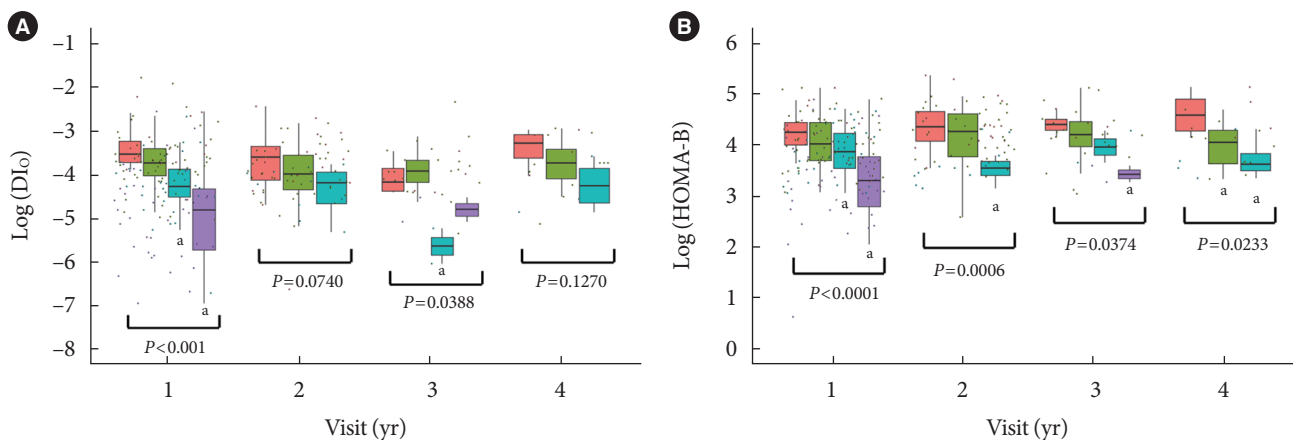 A
Log (DIO)
−1
−2
−3
−4
−5
−6
−7
−8
a
a
a
P<0.001
P=0.0740
P=0.0388
P=0.1270
1 2 3 4
Visit (yr)
B
Log (HOMA-B)
6
5
4
3
2
1
0
a
a
a
a
a
a
P<0.0001
P=0.0006
P=0.0374
P=0.0233
1 2 3 4
Visit (yr)